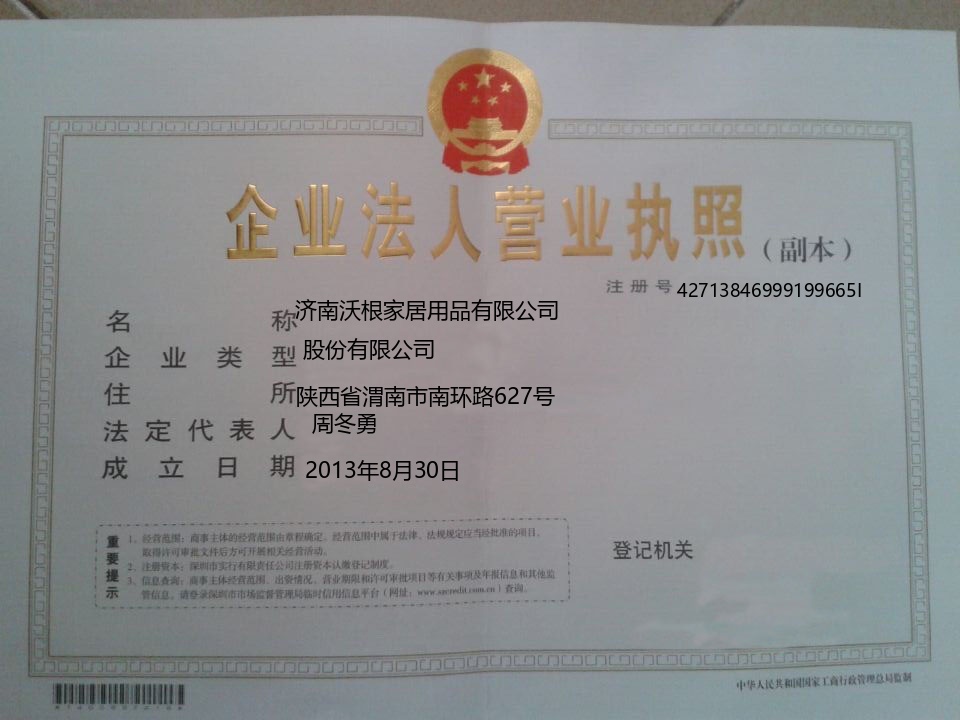 企业法人营业执照
（副本）
注册号 42713846999199665l
名称 济南沃根家居用品有限公司
企业类型 股份有限公司
住所 陕西省渭南市南环路627号
法定代表人 周冬勇
成立日期 2013年8月30日
重要提示
1、经营范围：商事主体的经营范围由章程确定。经营范围中属于法律、法规规定应当经批准的项目，
取得许可审批文件后方可开展相关经营活动。
2、注册资本：深圳市实行有限责任公司注册资本认缴登记制度。
3、信息查询：商事主体经营范围、出资情况、营业期限和许可审批项目等有关事项及年报信息和其他监
管信息，请登录深圳市市场监督管理局临时信用信息平台（网址：www.szcredit.com.cn）查询。
登记机关
中华人民共和国国家工商行政管理总局监制